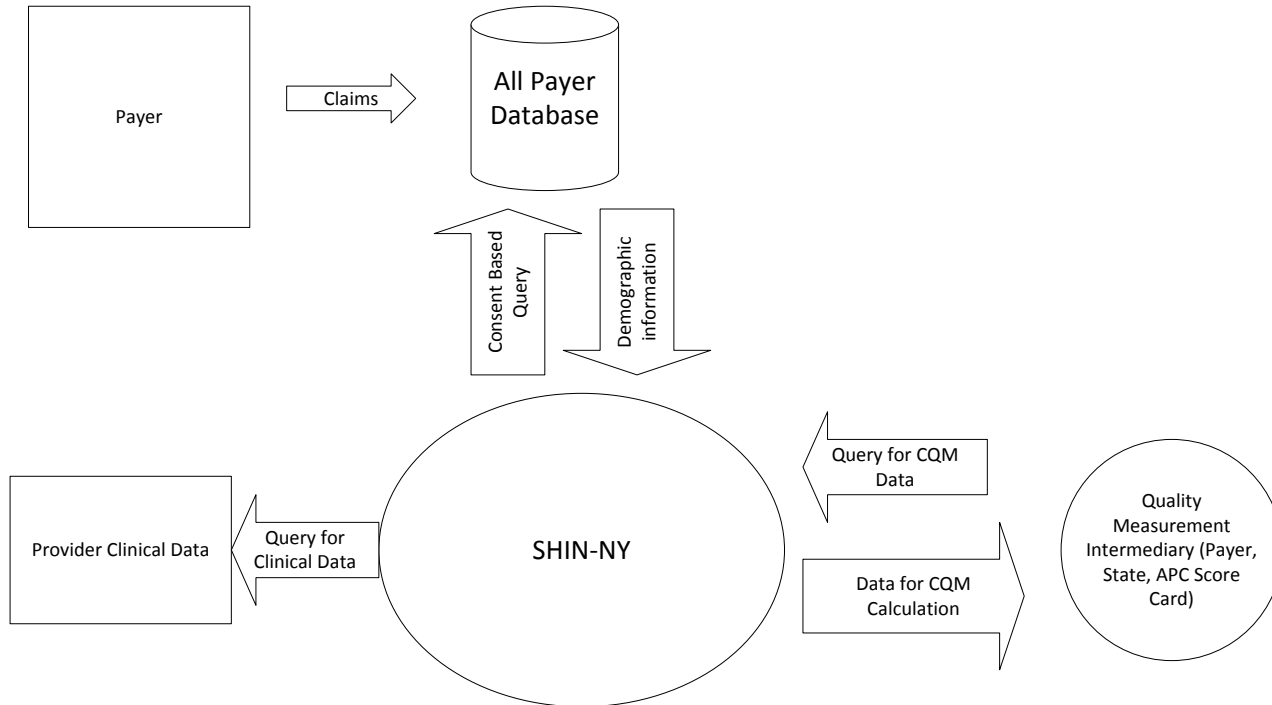 Payer
Claims
All Payer
Database
Consent Based
Query
Demographic
information
Provider Clinical Data
Query for
Clinical Data
SHIN-NY
Query for CQM
Data
Data for CQM
Calculation
Quality
Measurement
Intermediary (Payer,
State, APC Score
Card)